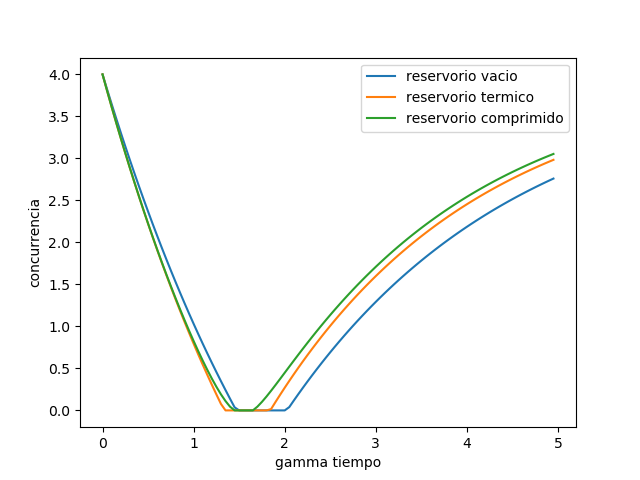 reservorio vacio
reservorio termico
reservorio comprimido
concurrencia
4.0
3.5
3.0
2.5
2.0
1.5
1.0
0.5
0.0
0 1 2 3 4 5
gamma tiempo